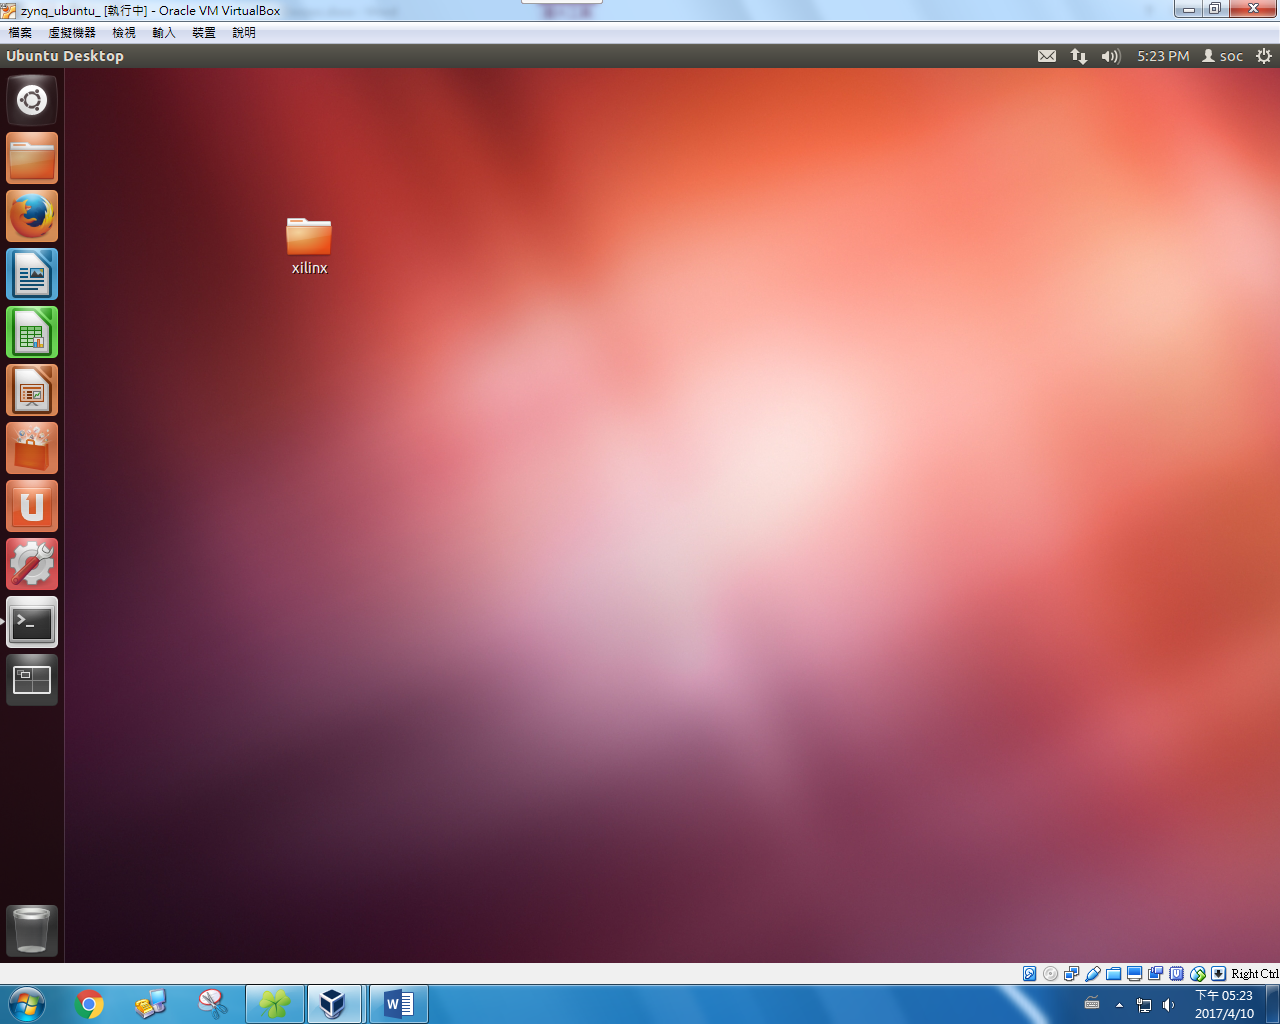 zynq_ubuntu_ [執行中] - Oracle VM VirtualBox
檔案 虛擬機器 檢視 輸入 裝置 說明
Ubuntu Desktop 5:23 PM soc
xilinx
Right Ctrl
下午 05:23
2017/4/10